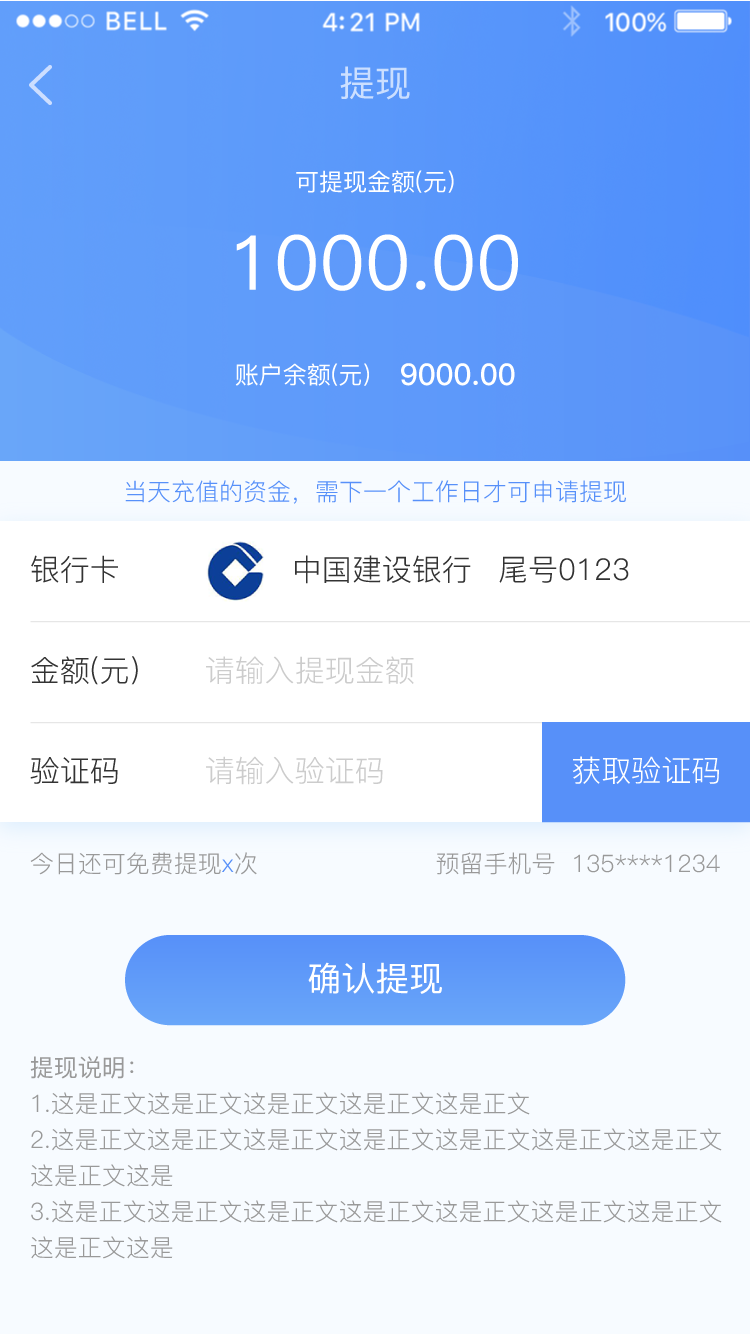 BELL 4:21 PM 100%
提现
可提现金额(元)
1000.00
账户余额(元) 9000.00
当天充值的资金，需下一个工作日才可申请提现
银行卡 中国建设银行 尾号0123
金额(元) 请输入提现金额
验证码 请输入验证码 获取验证码
今日还可免费提现x次 预留手机号 135****1234
确认提现
提现说明：
1.这是正文这是正文这是正文这是正文这是正文
2.这是正文这是正文这是正文这是正文这是正文这是正文这是正文
这是正文这是
3.这是正文这是正文这是正文这是正文这是正文这是正文这是正文
这是正文这是